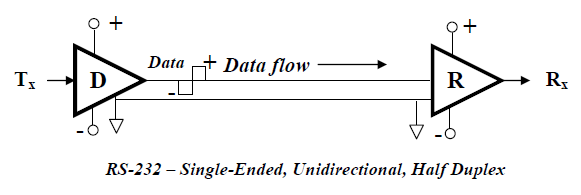 + +
Data + Data flow
Tx D - R Rx
- -
RS-232 – Single-Ended, Unidirectional, Half Duplex